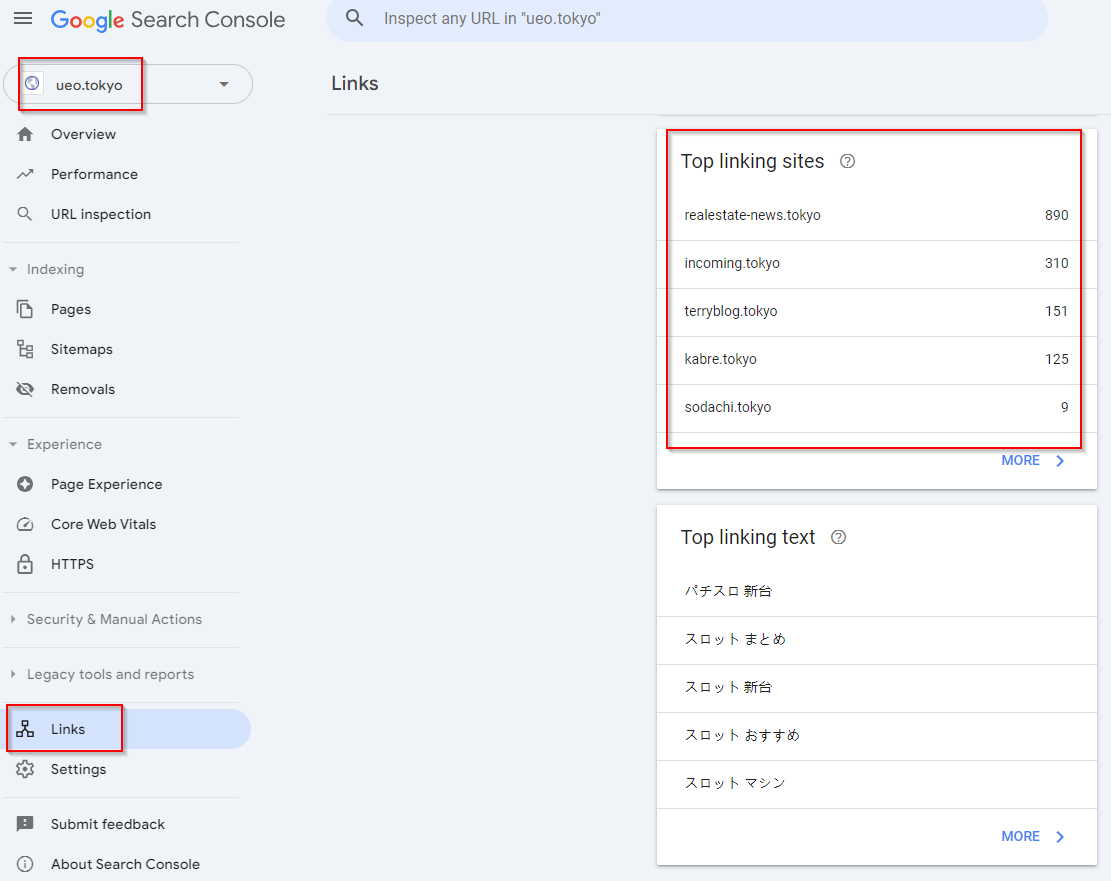 Google Search Console
Inspect any URL in "ueo.tokyo"
ueo.tokyo
Links
Overview
Performance
URL inspection
Indexing
Pages
Sitemaps
Removals
Experience
Page Experience
Core Web Vitals
HTTPS
Security & Manual Actions
Legacy tools and reports
Links
Settings
Submit feedback
About Search Console
Top linking sites
realestate-news.tokyo 890
incoming.tokyo 310
terryblog.tokyo 151
kabre.tokyo 125
sodachi.tokyo 9
MORE
Top linking text
パチスロ 新台
スロット まとめ
スロット 新台
スロット おすすめ
スロット マシン
MORE